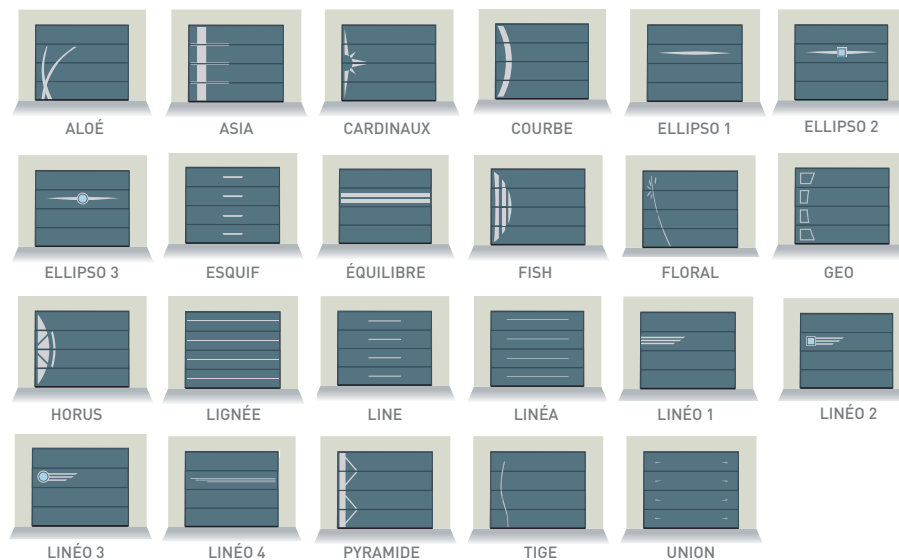 ALOÉ
ASIA
CARDINAUX
COURBE
ELLIPSO 1
ELLIPSO 2
ELLIPSO 3
ESQUIF
ÉQUILIBRE
FISH
FLORAL
GEO
HORUS
LIGNÉE
LINE
LINÉA
LINÉO 1
LINÉO 2
LINÉO 3
LINÉO 4
PYRAMIDE
TIGE
UNION